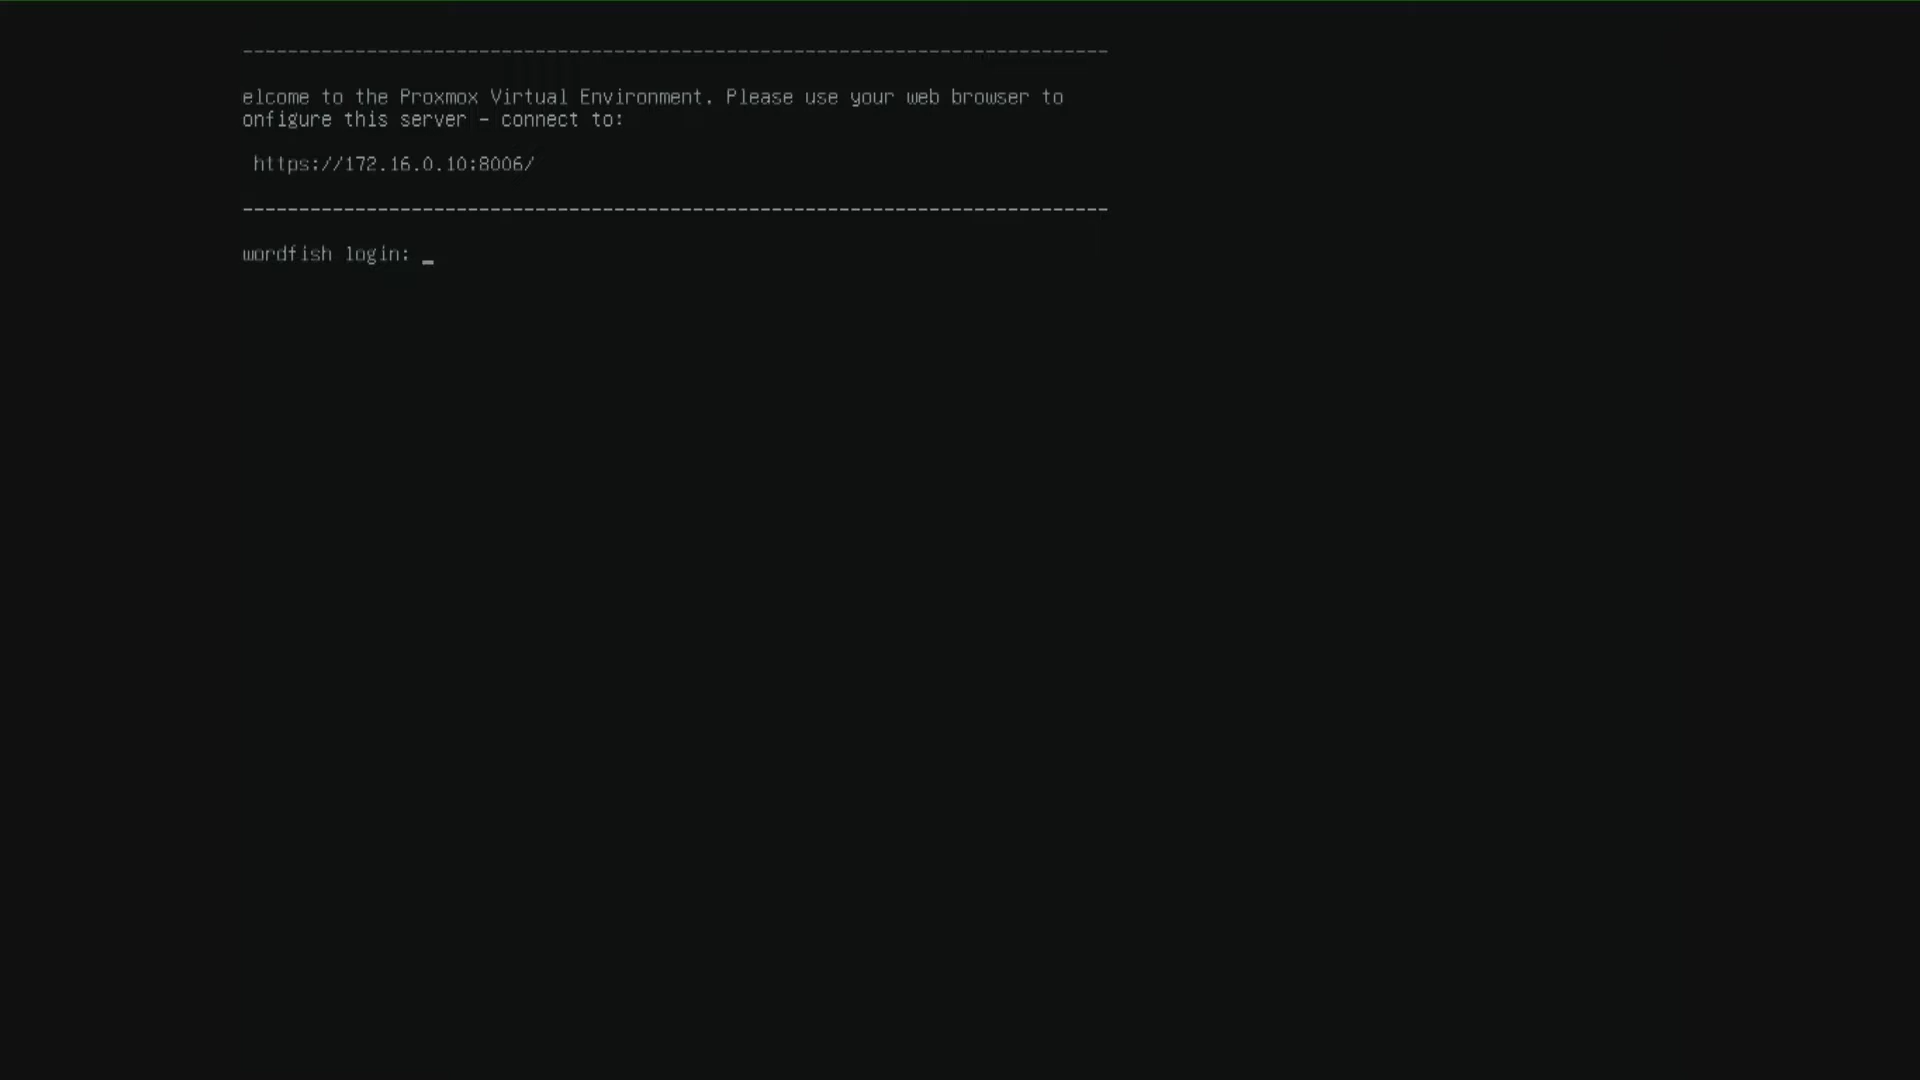 -----------------------------------------------------------------------------
elcome to the Proxmox Virtual Environment. Please use your web browser to
onfigure this server - connect to:
https://172.16.0.10:8006/
-----------------------------------------------------------------------------
wordfish login: _